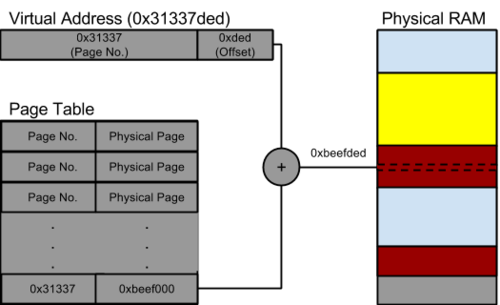 Virtual Address (0x31337ded)
0x31337
(Page No.)
0xded
(Offset)
Physical RAM
Page Table
Page No.
Physical Page
Page No.
Physical Page
Page No.
Physical Page
.
.
.
.
.
.
0x31337
0xbeef000
+
0xbeefded